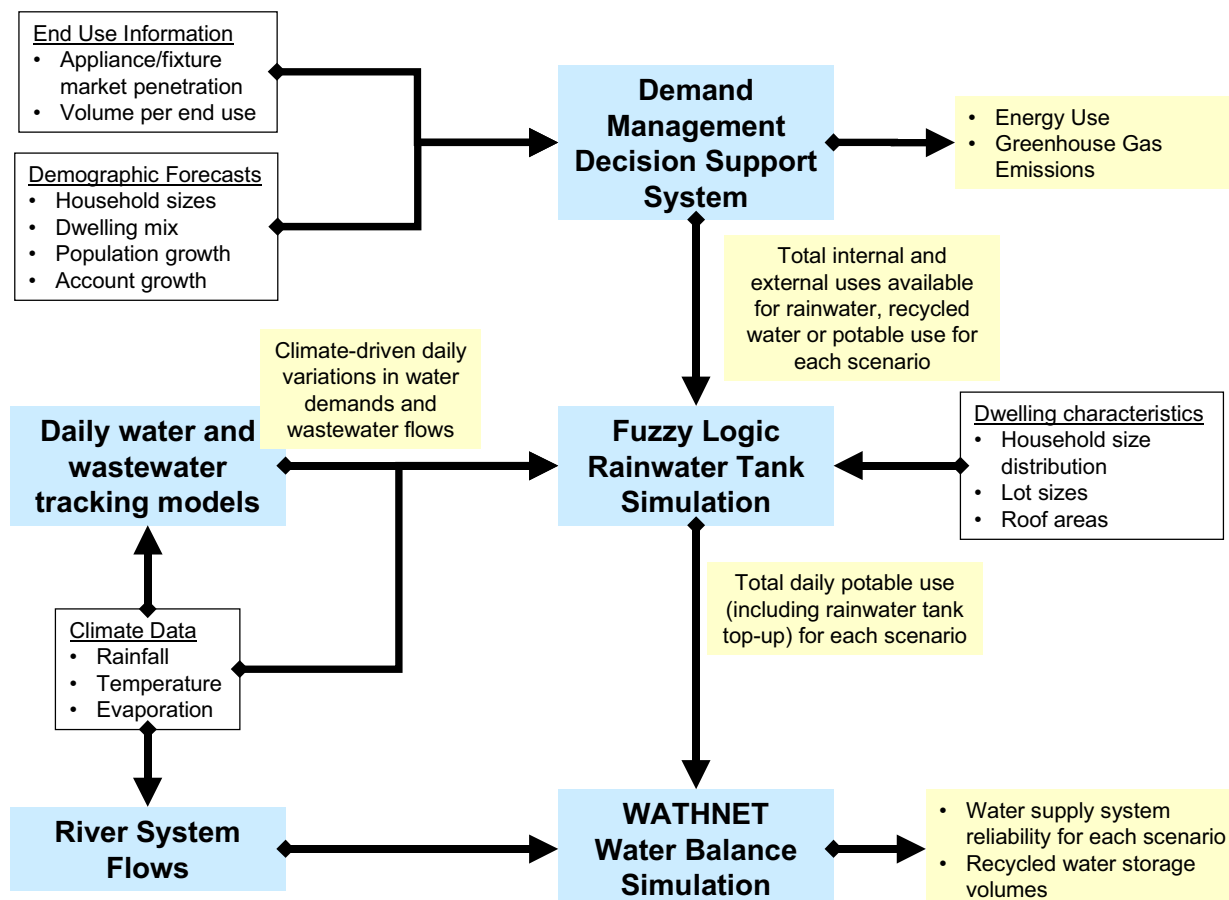 End Use Information
• Appliance/fixture
market penetration
• Volume per end use
Demand
Management
Decision Support
System
• Energy Use
• Greenhouse Gas
Emissions
Demographic Forecasts
• Household sizes
• Dwelling mix
• Population growth
• Account growth
Total internal and
external uses available
for rainwater, recycled
water or potable use for
each scenario
Climate-driven daily
variations in water
demands and
wastewater flows
Daily water and
wastewater
tracking models
Fuzzy Logic
Rainwater Tank
Simulation
Dwelling characteristics
• Household size
distribution
• Lot sizes
• Roof areas
Total daily potable use
(including rainwater tank
top-up) for each scenario
Climate Data
• Rainfall
• Temperature
• Evaporation
River System
Flows
WATHNET
Water Balance
Simulation
• Water supply system
reliability for each scenario
• Recycled water storage
volumes